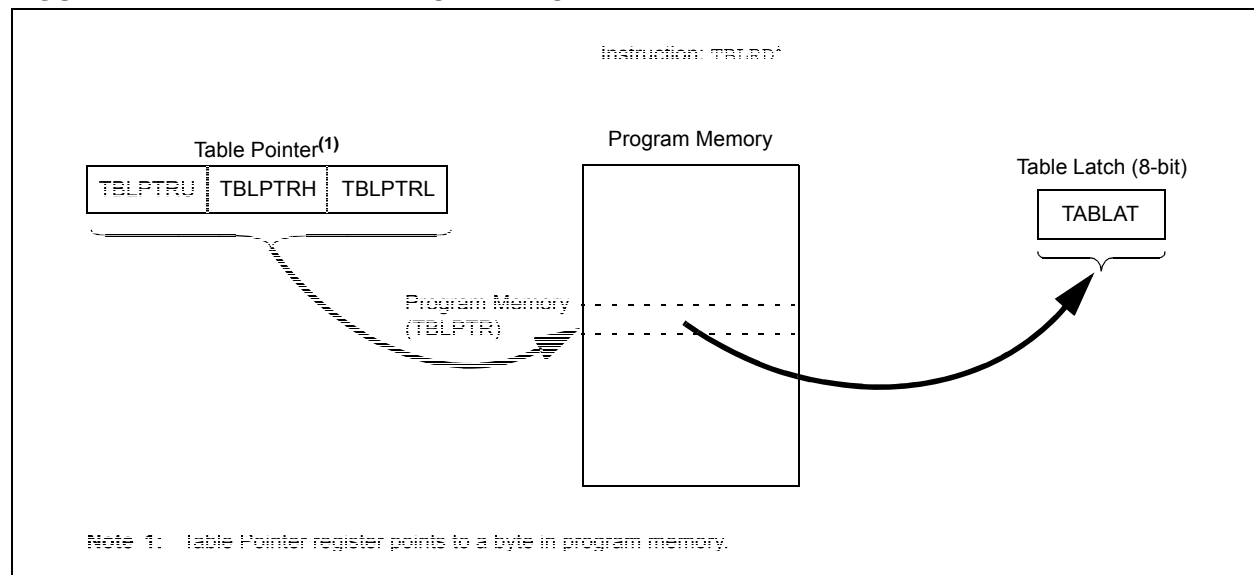 Instruction: TBLRD*
Table Pointer(1)
TBLPTRU TBLPTRH TBLPTRL
Program Memory
Table Latch (8-bit)
TABLAT
Program Memory
(TBLPTR)
Note 1: Table Pointer register points to a byte in program memory.